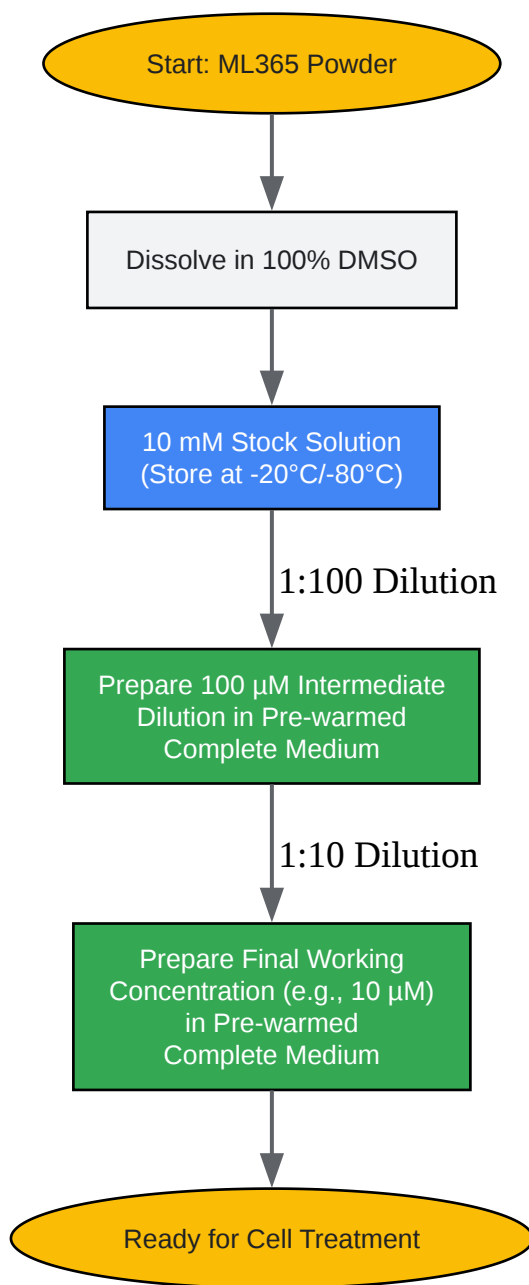 Start: ML365 Powder
Dissolve in 100% DMSO
10 mM Stock Solution
(Store at -20°C/-80°C)
1:100 Dilution
Prepare 100 µM Intermediate
Dilution in Pre-warmed
Complete Medium
1:10 Dilution
Prepare Final Working
Concentration (e.g., 10 µM)
in Pre-warmed
Complete Medium
Ready for Cell Treatment